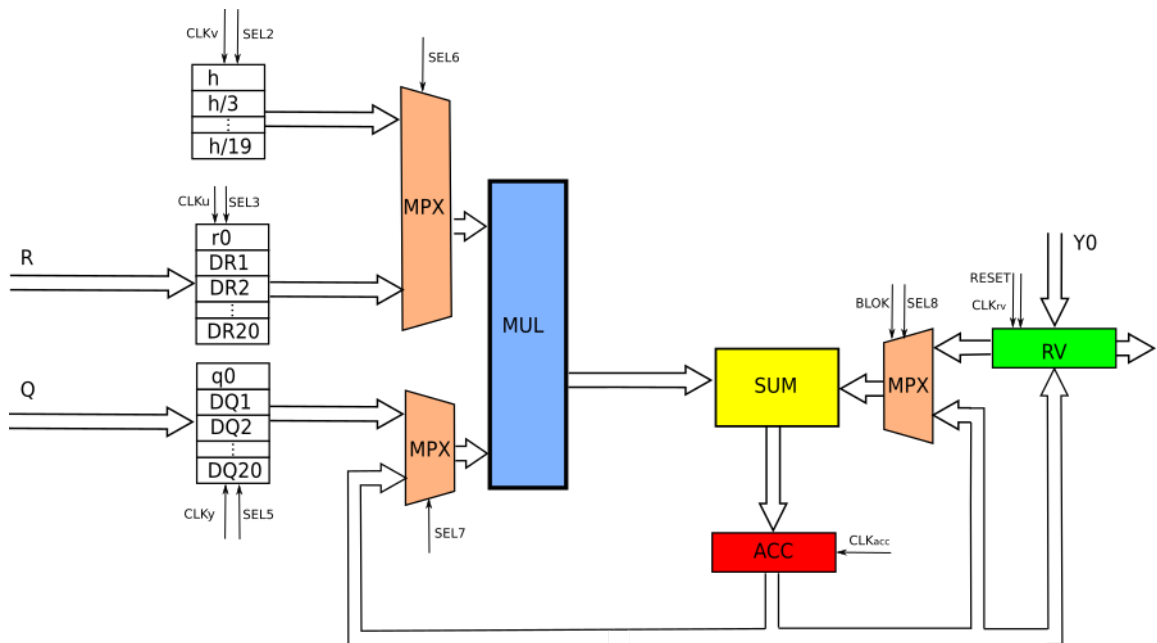 CLKv SEL2
h
h/3
⋮
h/19
SEL6
MPX
CLKu SEL3
R
r0
DR1
DR2
⋮
DR20
MUL
Q
q0
DQ1
DQ2
⋮
DQ20
CLKy SEL5
MPX
SEL7
SUM
ACC
CLKacc
BLOK SEL8
MPX
Y0
RESET
CLKrv
RV